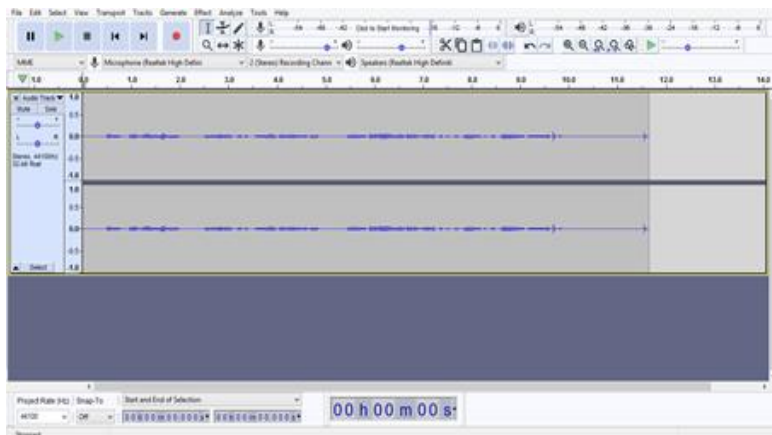 File Edit Select View Transport Tracks Generate Effect Analyze Tools Help
Click to Start Monitoring
MME
Microphone (Realtek High Defini
2 (Stereo) Recording Chann
Speakers (Realtek High Definiti
1.0 0.0 1.0 2.0 3.0 4.0 5.0 6.0 7.0 8.0 9.0 10.0 11.0 12.0 13.0 14.0
Audio Track
Mute Solo
L R
Stereo, 44100Hz
32-bit float
1.0
0.5
0.0
-0.5
-1.0
1.0
0.5
0.0
-0.5
-1.0
Select
Project Rate (Hz) Snap-To Start and End of Selection
44100 Off
00 h 00 m 00 s
Stopped